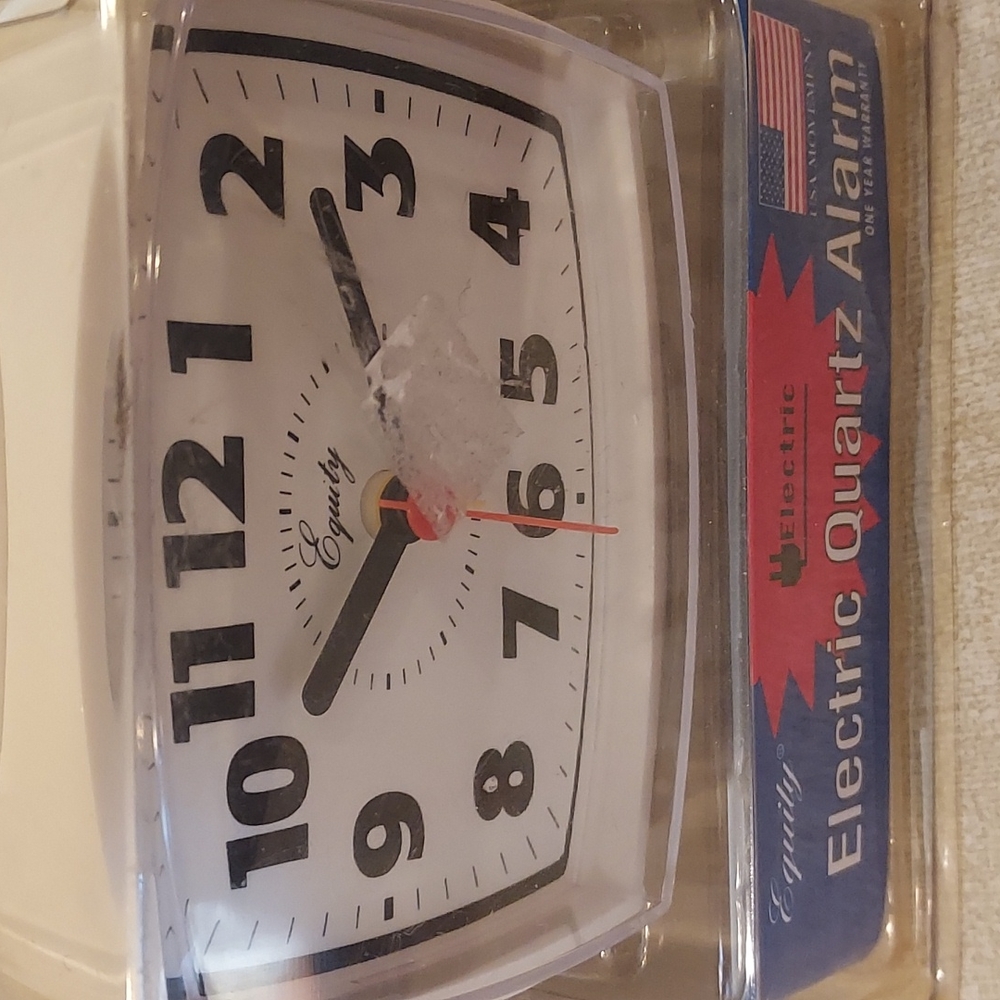 12
11 1
10 2
Equity
9 3
8 4
7 6 5
Equity®
Electric
USA MOVEMENT
Electric Quartz Alarm
ONE YEAR WARRANTY